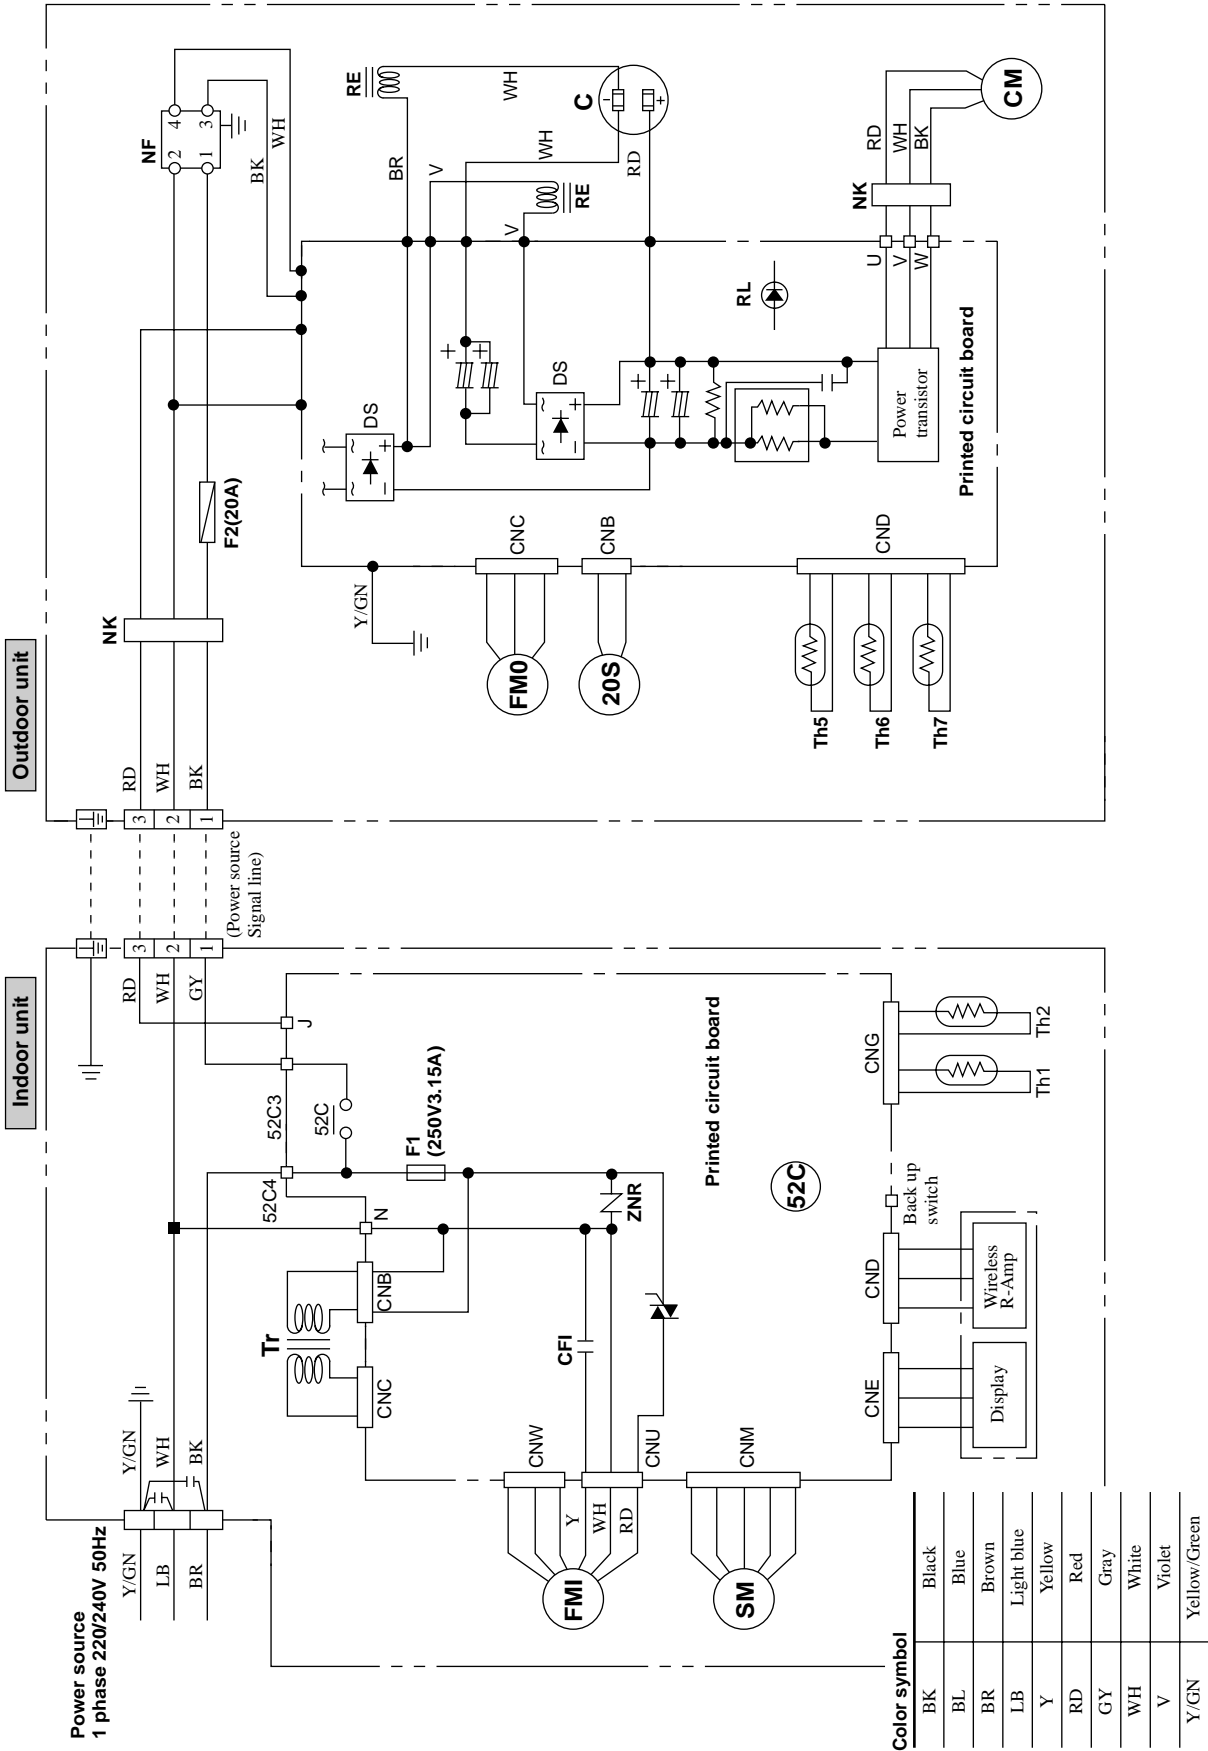 Indoor unit
Outdoor unit
Power source
1 phase 220/240V 50Hz
Y/GN
LB
BR
Y/GN
WH
BK
RD
WH
GY
3
2
1
(Power source
Signal line)
3
2
1
RD
WH
BK
NK
F2(20A)
NF
2
4
1
3
BK
WH
Tr
CNC
CNB
N
52C4
52C3
52C
J
F1
(250V3.15A)
CFI
ZNR
Printed circuit board
52C
FMI
CNW
Y
WH
RD
CNU
SM
CNM
CNE
Display
CND
Wireless
R-Amp
Back up
switch
CNG
Th1
Th2
Y/GN
FM0
CNC
20S
CNB
Th5
Th6
Th7
CND
DS
~
~
−
+
DS
~
~
−
+
+
+
+
+
BR
V
V
RE
WH
WH
RE
C
−
+
RD
RL
Power
transistor
Printed circuit board
U
V
W
NK
RD
WH
BK
CM
Color symbol
BK Black
BL Blue
BR Brown
LB Light blue
Y Yellow
RD Red
GY Gray
WH White
V Violet
Y/GN Yellow/Green